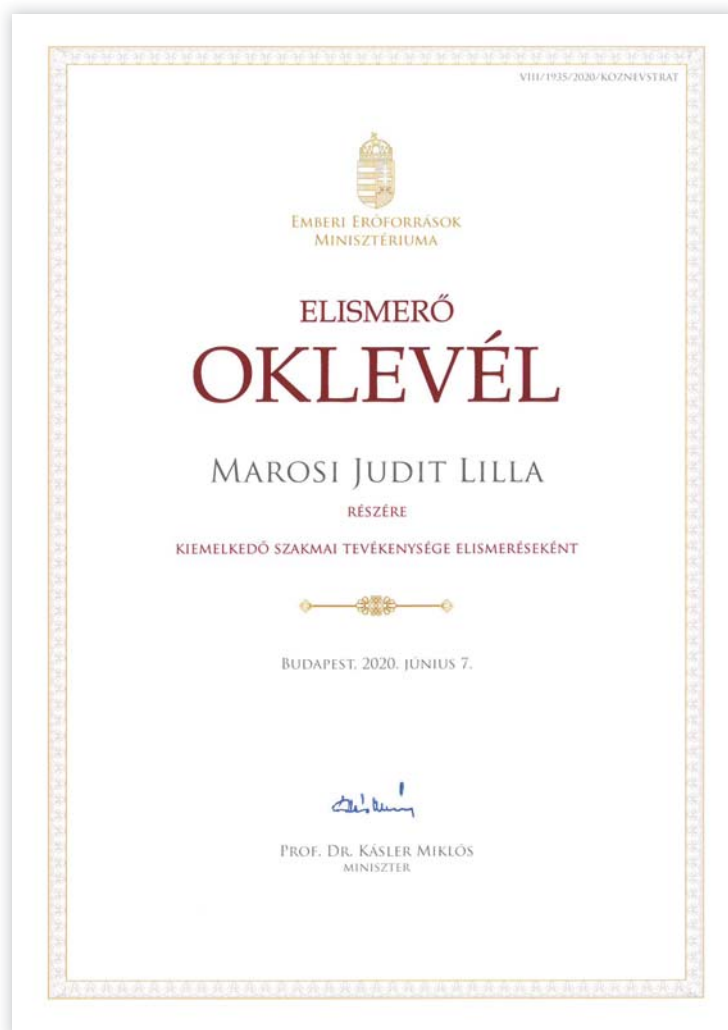 VIII/1935/2020/KOZNEVSTRAT
EMBERI ERŐFORRÁSOK
MINISZTÉRIUMA
ELISMERŐ
OKLEVÉL
MAROSI JUDIT LILLA
RÉSZÉRE
KIEMELKEDŐ SZAKMAI TEVÉKENYSÉGE ELISMERÉSEKÉNT
BUDAPEST, 2020. JÚNIUS 7.
PROF. DR. KÁSLER MIKLÓS
MINISZTER